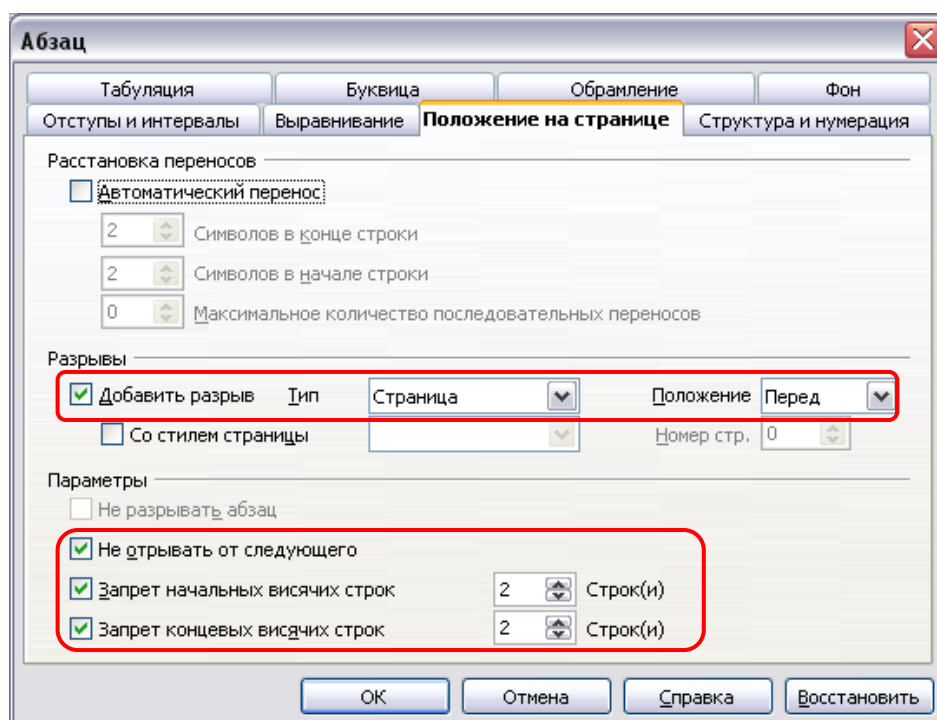 Абзац
Табуляция Буквица Обрамление Фон
Отступы и интервалы Выравнивание Положение на странице Структура и нумерация
Расстановка переносов
Автоматический перенос
2 Символов в конце строки
2 Символов в начале строки
0 Максимальное количество последовательных переносов
Разрывы
Добавить разрыв Тип Страница Положение Перед
Со стилем страницы Номер стр. 0
Параметры
Не разрывать абзац
Не отрывать от следующего
Запрет начальных висячих строк 2 Строк(и)
Запрет концевых висячих строк 2 Строк(и)
ОК Отмена Справка Восстановить